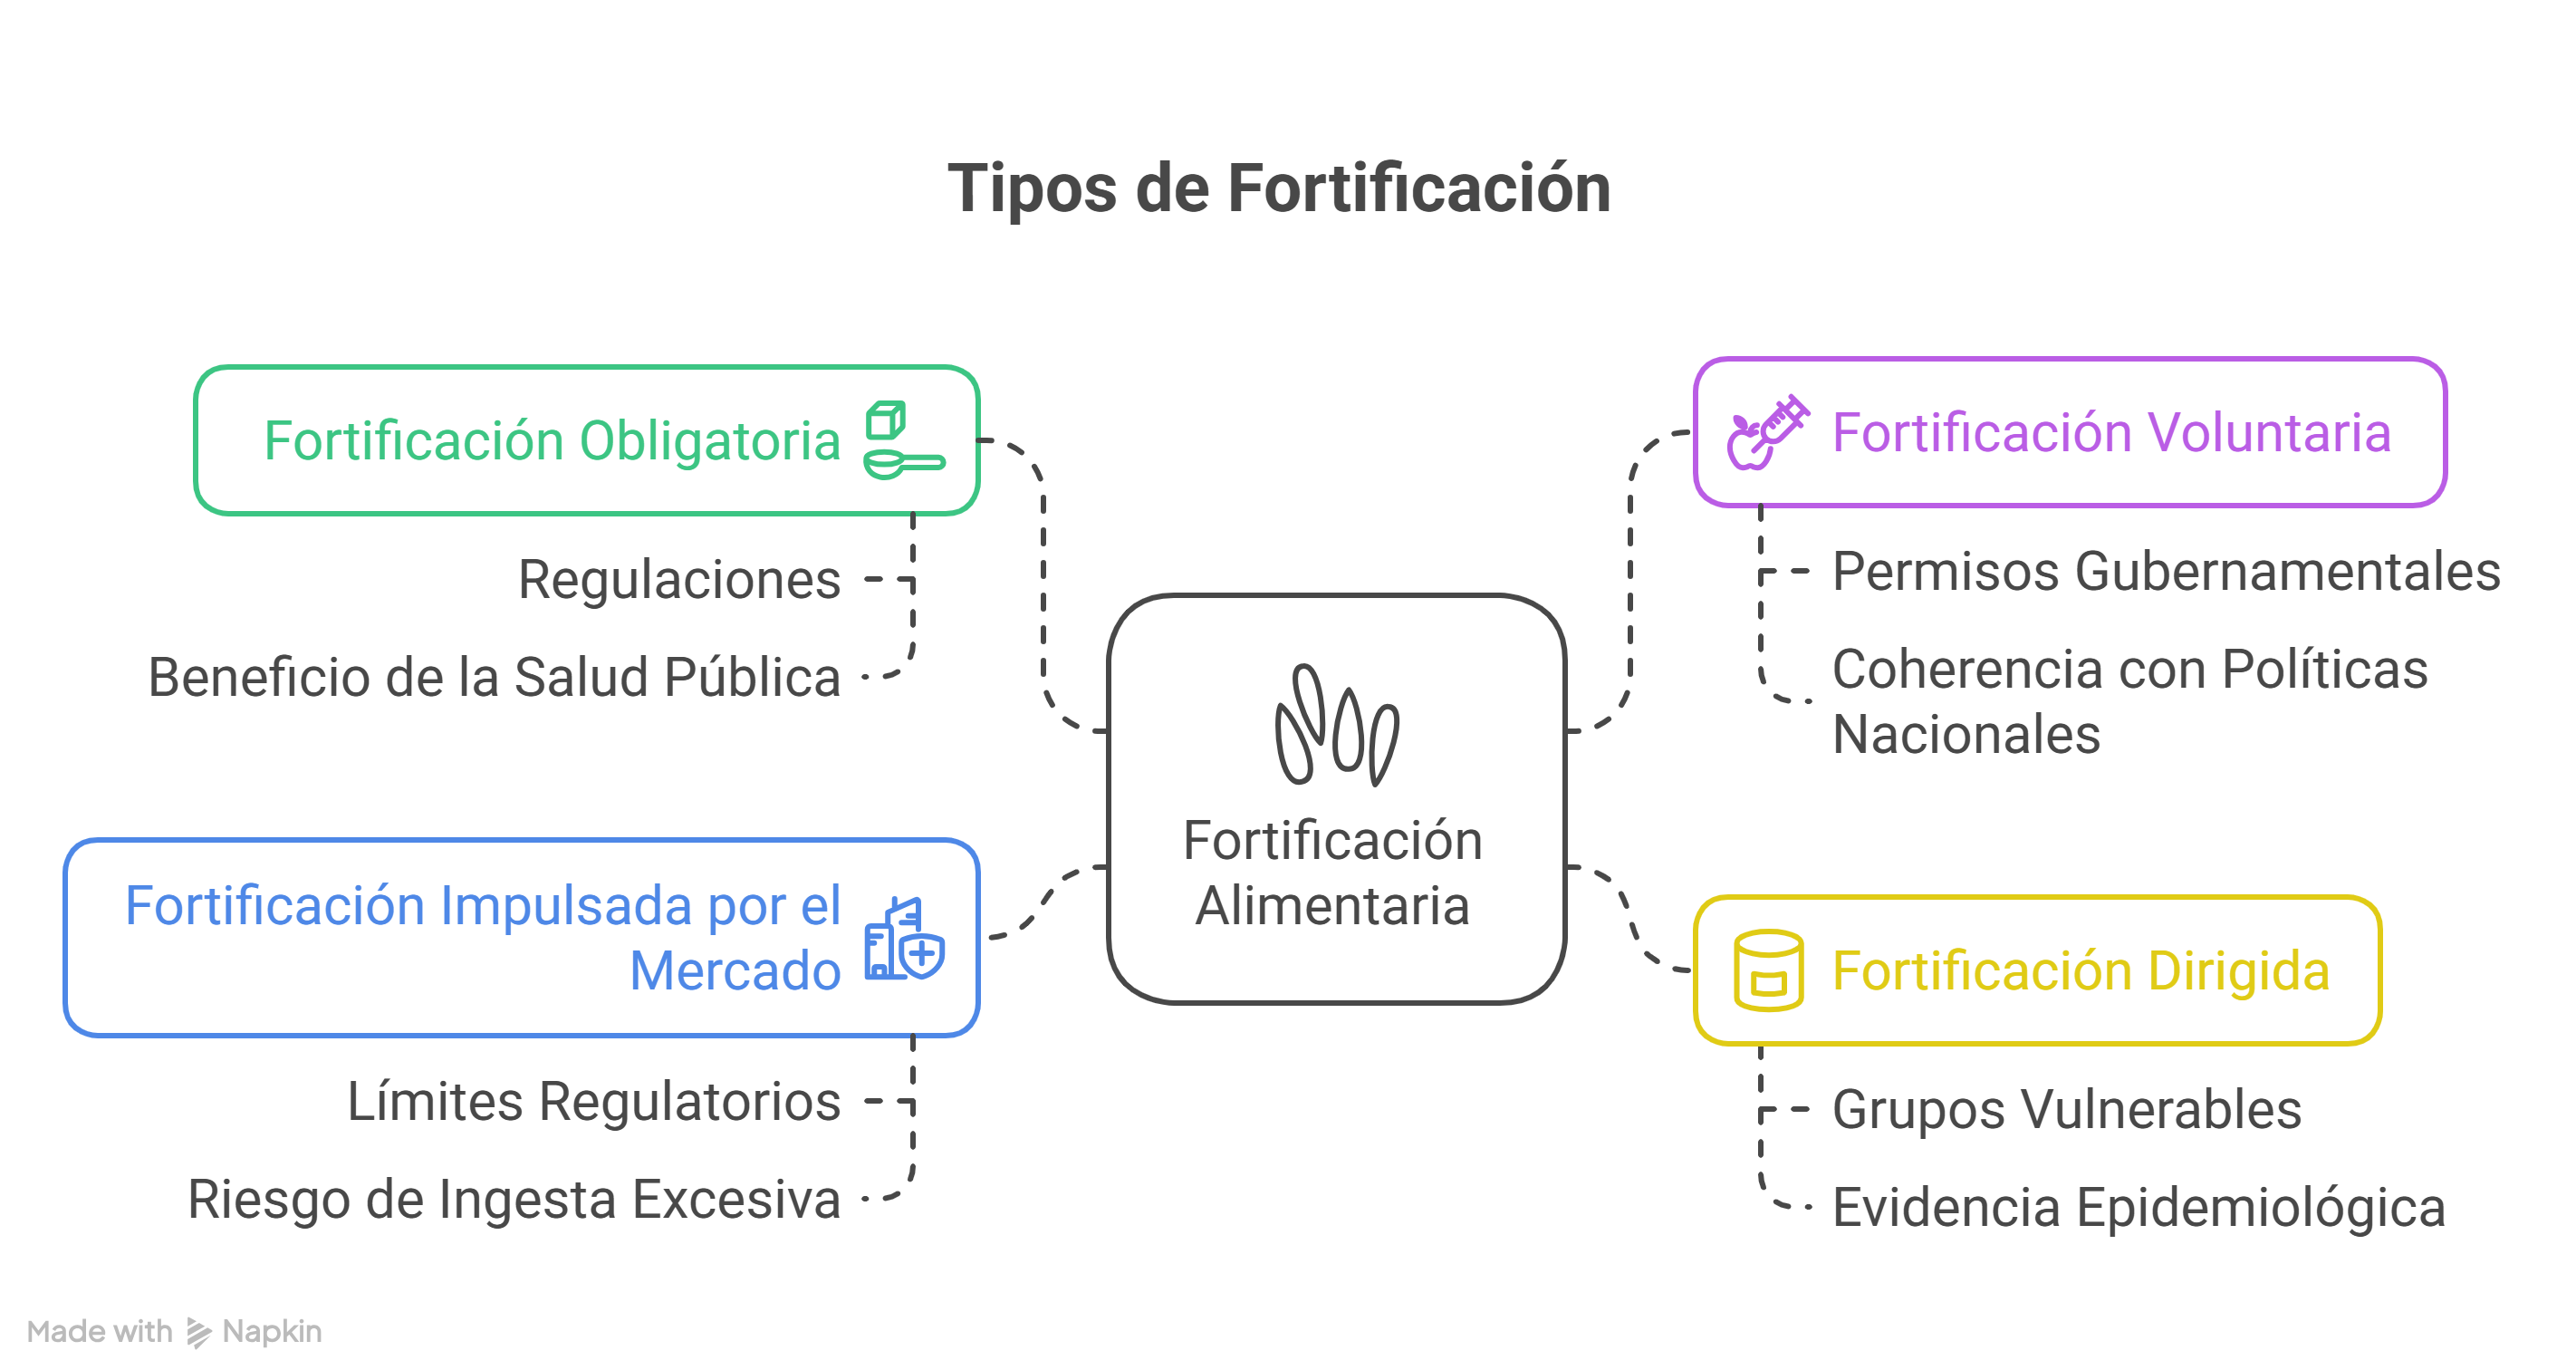 Tipos de Fortificación
Fortificación Obligatoria
Regulaciones
Beneficio de la Salud Pública
Fortificación Impulsada por el
Mercado
Límites Regulatorios
Riesgo de Ingesta Excesiva
Fortificación
Alimentaria
Fortificación Voluntaria
Permisos Gubernamentales
Coherencia con Políticas
Nacionales
Fortificación Dirigida
Grupos Vulnerables
Evidencia Epidemiológica
Made with Napkin